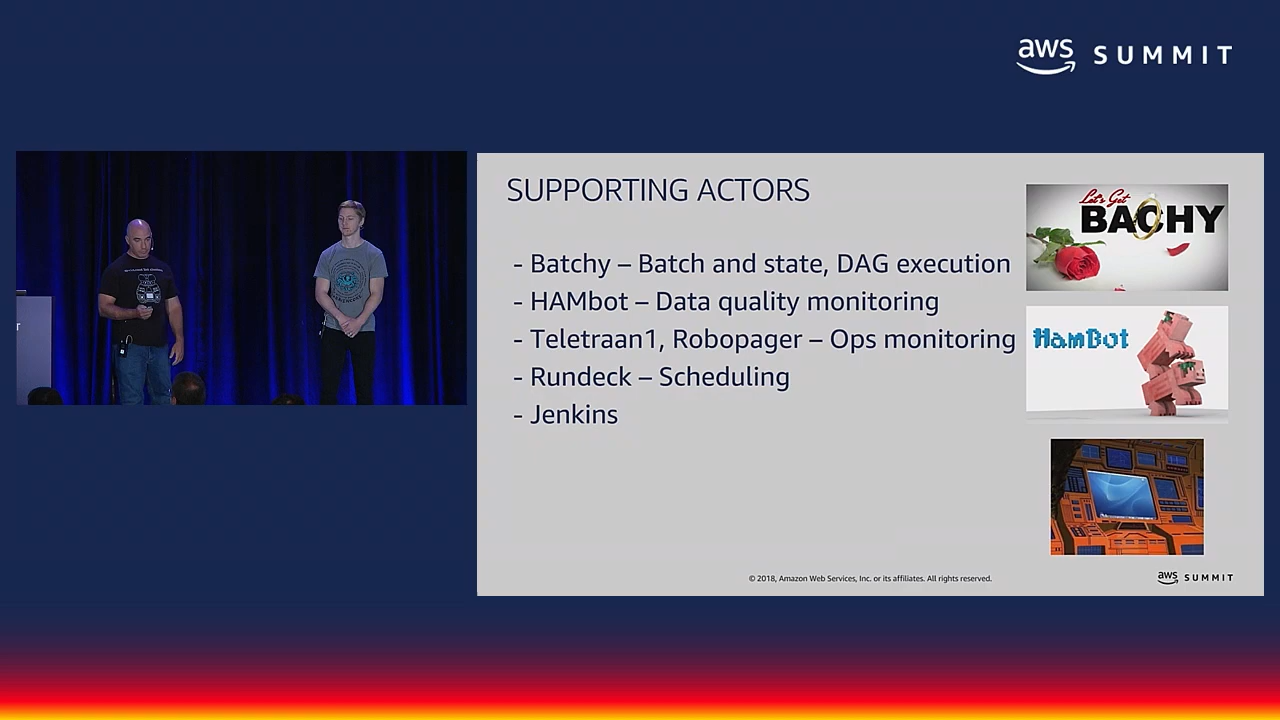 aws SUMMIT
SUPPORTING ACTORS
- Batchy – Batch and state, DAG execution
- HAMbot – Data quality monitoring
- Teletraan1, Robopager – Ops monitoring
- Rundeck – Scheduling
- Jenkins
Let's Get
BACHY
HamBot
© 2018, Amazon Web Services, Inc. or its affiliates. All rights reserved.
aws SUMMIT